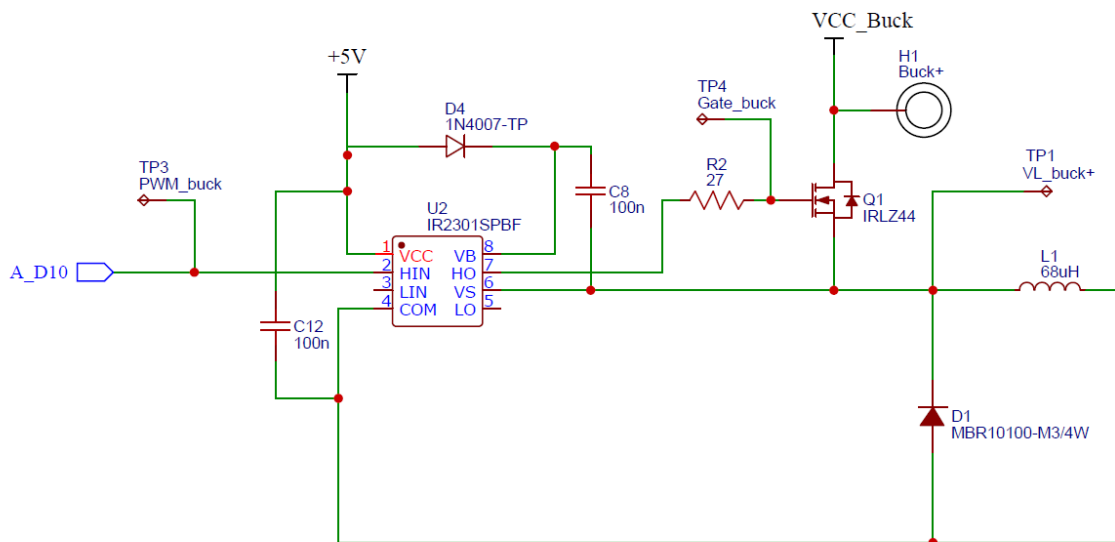 VCC_Buck
+5V
H1
Buck+
TP4
Gate_buck
D4
1N4007-TP
TP3
PWM_buck
R2
27
TP1
VL_buck+
C8
100n
Q1
IRLZ44
U2
IR2301SPBF
1 VCC VB 8
2 HIN HO 7
3 LIN VS 6
4 COM LO 5
A_D10
L1
68uH
C12
100n
D1
MBR10100-M3/4W